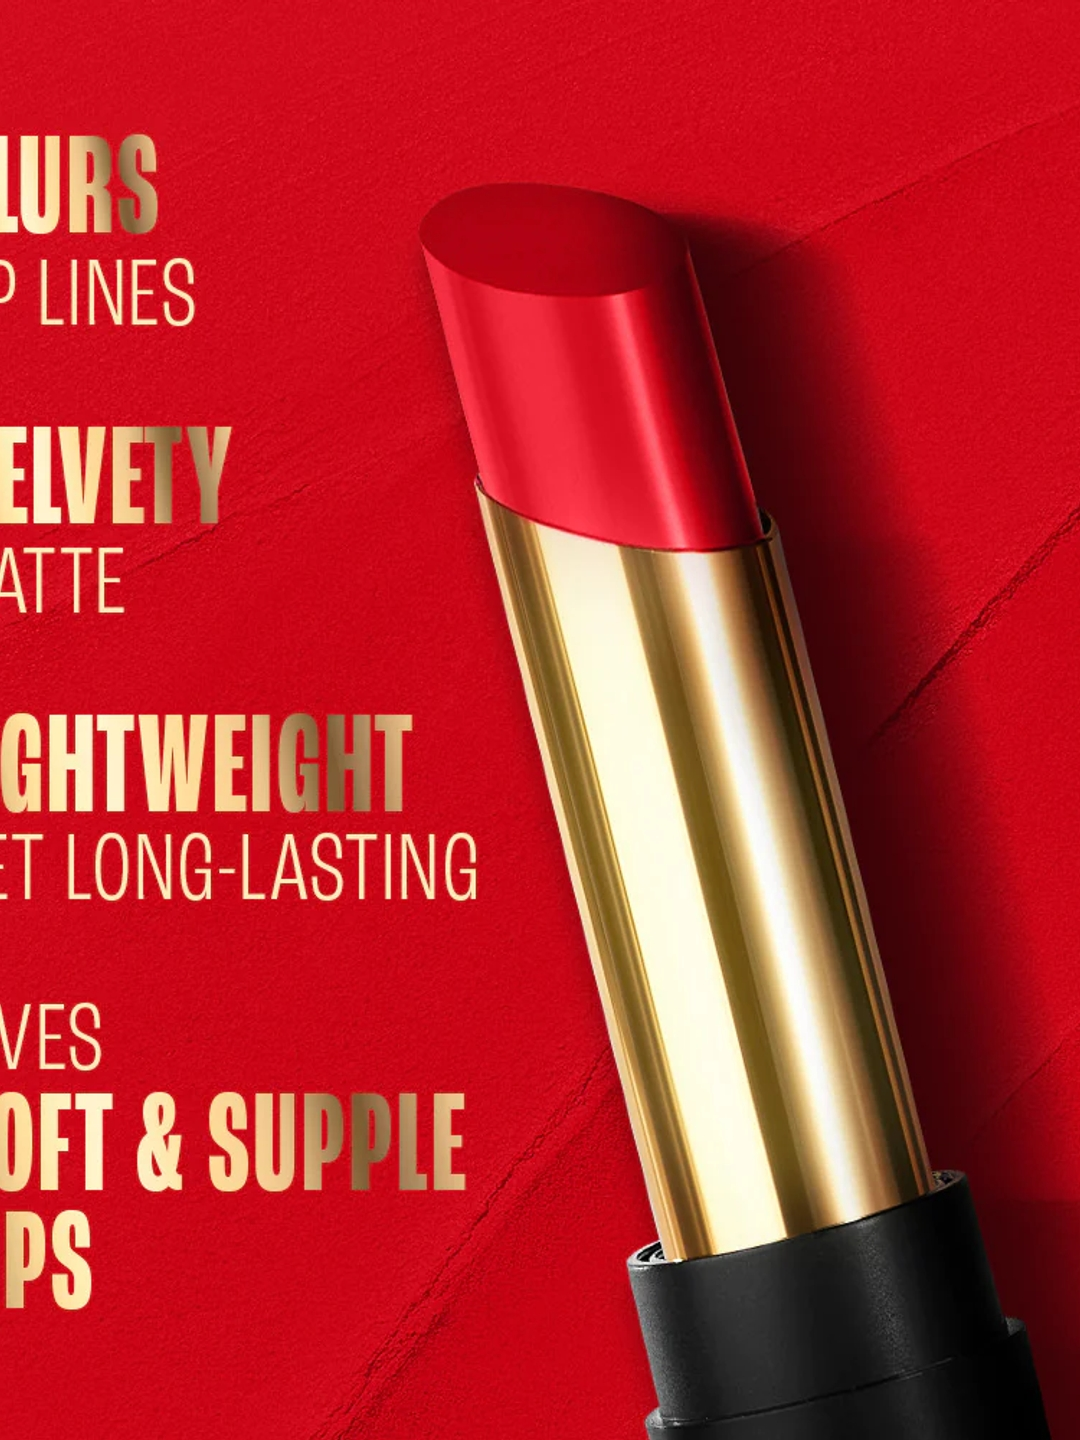 LURS
P LINES
ELVETY
ATTE
GHTWEIGHT
ET LONG-LASTING
VES
OFT & SUPPLE
PS